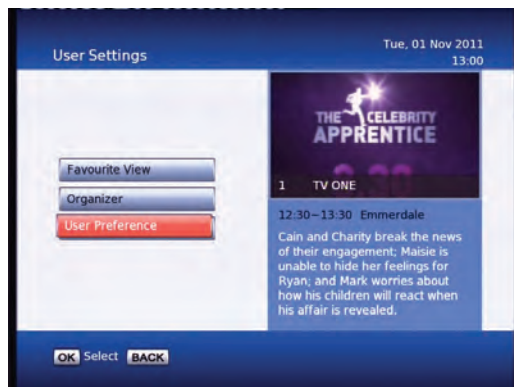 User Settings
Tue, 01 Nov 2011
13:00
THE CELEBRITY
APPRENTICE
1 TV ONE
Favourite View
Organizer
User Preference
12:30~13:30 Emmerdale
Cain and Charity break the news
of their engagement; Maisie is
unable to hide her feelings for
Ryan; and Mark worries about
how his children will react when
his affair is revealed.
OK Select BACK